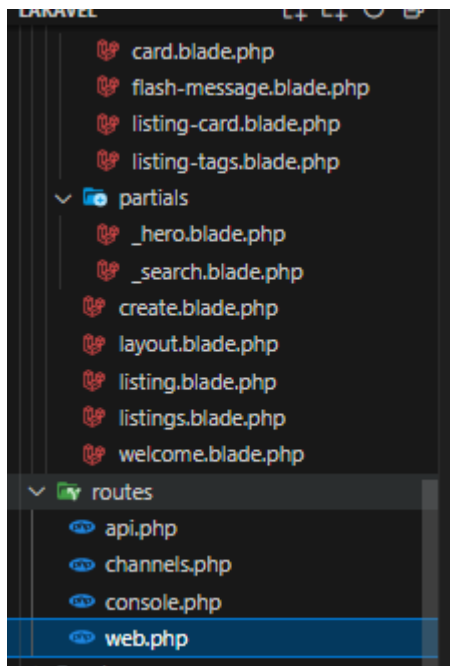 LARAVEL
card.blade.php
flash-message.blade.php
listing-card.blade.php
listing-tags.blade.php
partials
_hero.blade.php
_search.blade.php
create.blade.php
layout.blade.php
listing.blade.php
listings.blade.php
welcome.blade.php
routes
api.php
channels.php
console.php
web.php